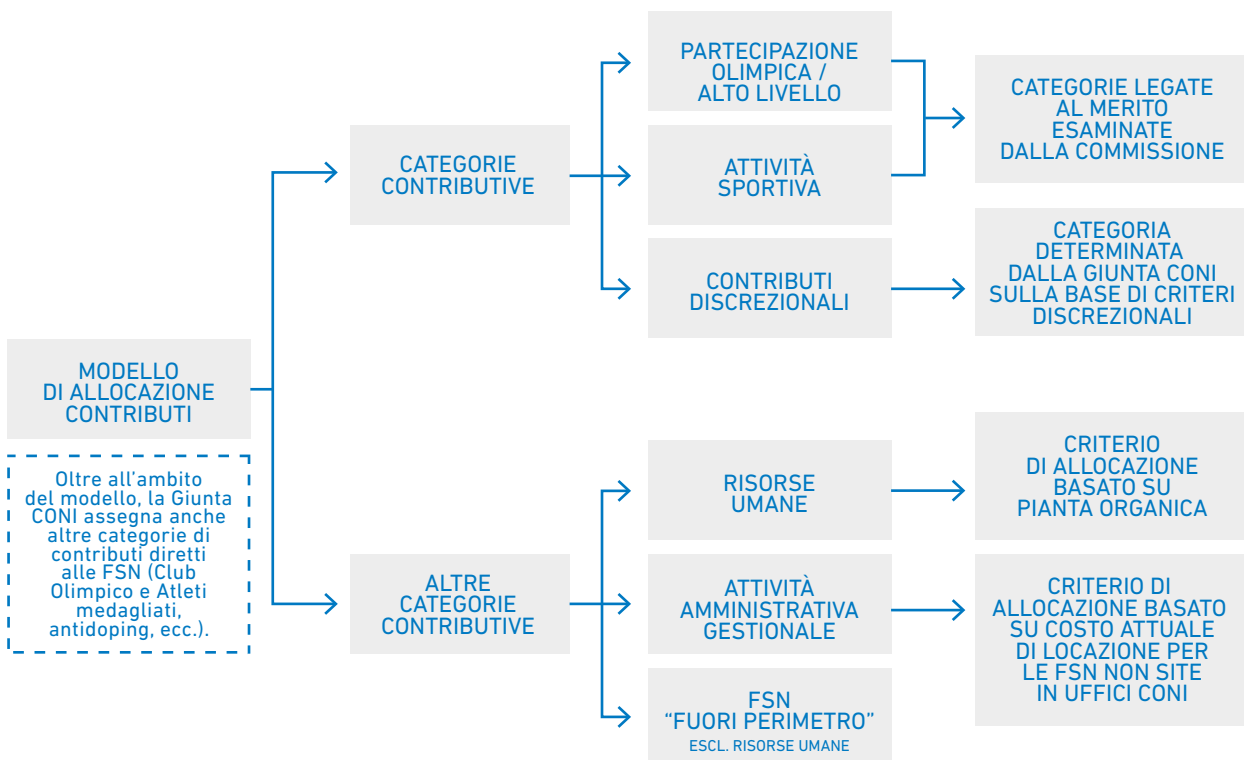 MODELLO
DI ALLOCAZIONE
CONTRIBUTI
Oltre all'ambito
del modello, la Giunta
CONI assegna anche
altre categorie di
contributi diretti
alle FSN (Club
Olimpico e Atleti
medagliati,
antidoping, ecc.).
CATEGORIE
CONTRIBUTIVE
PARTECIPAZIONE
OLIMPICA /
ALTO LIVELLO
ATTIVITÀ
SPORTIVA
CATEGORIE LEGATE
AL MERITO
ESAMINATE
DALLA COMMISSIONE
CONTRIBUTI
DISCREZIONALI
CATEGORIA
DETERMINATA
DALLA GIUNTA CONI
SULLA BASE DI CRITERI
DISCREZIONALI
ALTRE
CATEGORIE
CONTRIBUTIVE
RISORSE
UMANE
CRITERIO
DI ALLOCAZIONE
BASATO SU
PIANTA ORGANICA
ATTIVITÀ
AMMINISTRATIVA
GESTIONALE
CRITERIO DI
ALLOCAZIONE BASATO
SU COSTO ATTUALE
DI LOCAZIONE PER
LE FSN NON SITE
IN UFFICI CONI
FSN
“FUORI PERIMETRO”
ESCL. RISORSE UMANE